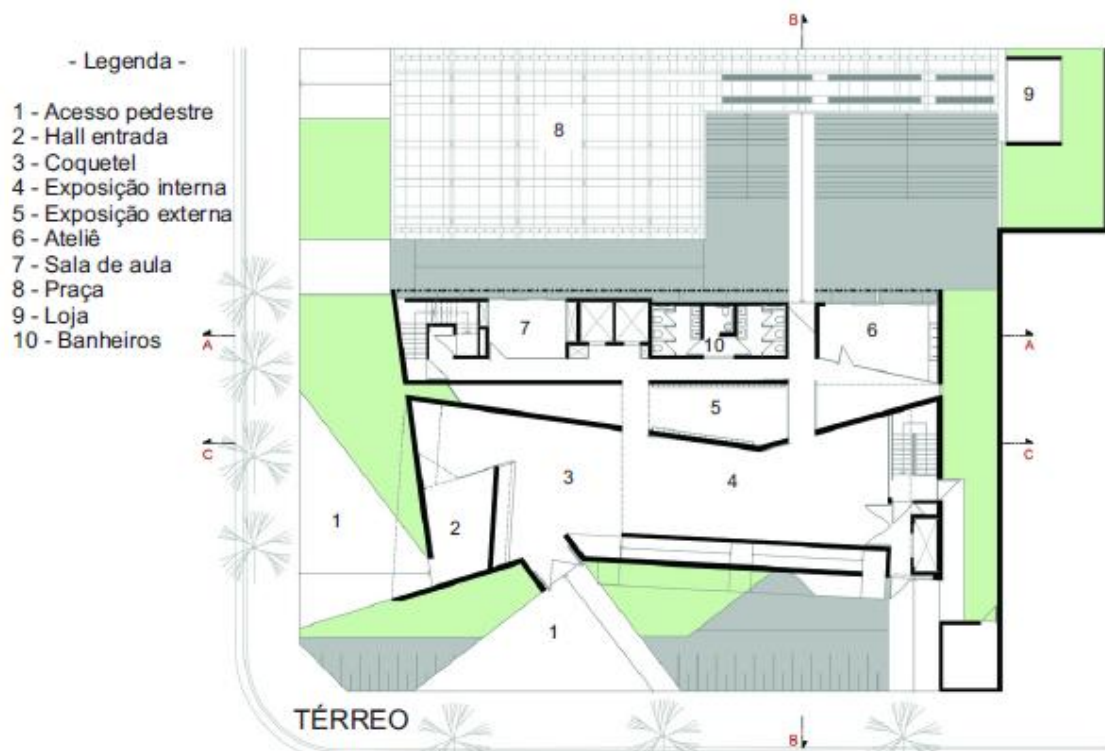 - Legenda -
1 - Acesso pedestre
2 - Hall entrada
3 - Coquetel
4 - Exposição interna
5 - Exposição externa
6 - Ateliê
7 - Sala de aula
8 - Praça
9 - Loja
10 - Banheiros
B
9
8
A
7
10
6
A
5
C
C
3
4
1
2
1
TÉRREO
B